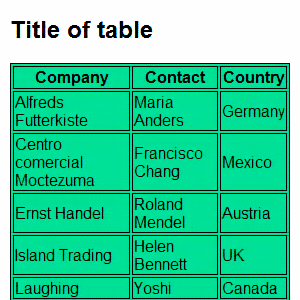 Title of table
Company Contact Country
Alfreds Maria
Futterkiste Anders Germany
Centro
comercial Francisco
Moctezuma Chang Mexico
Ernst Handel Roland
Mendel Austria
Island Trading Helen
Bennett UK
Laughing Yoshi Canada